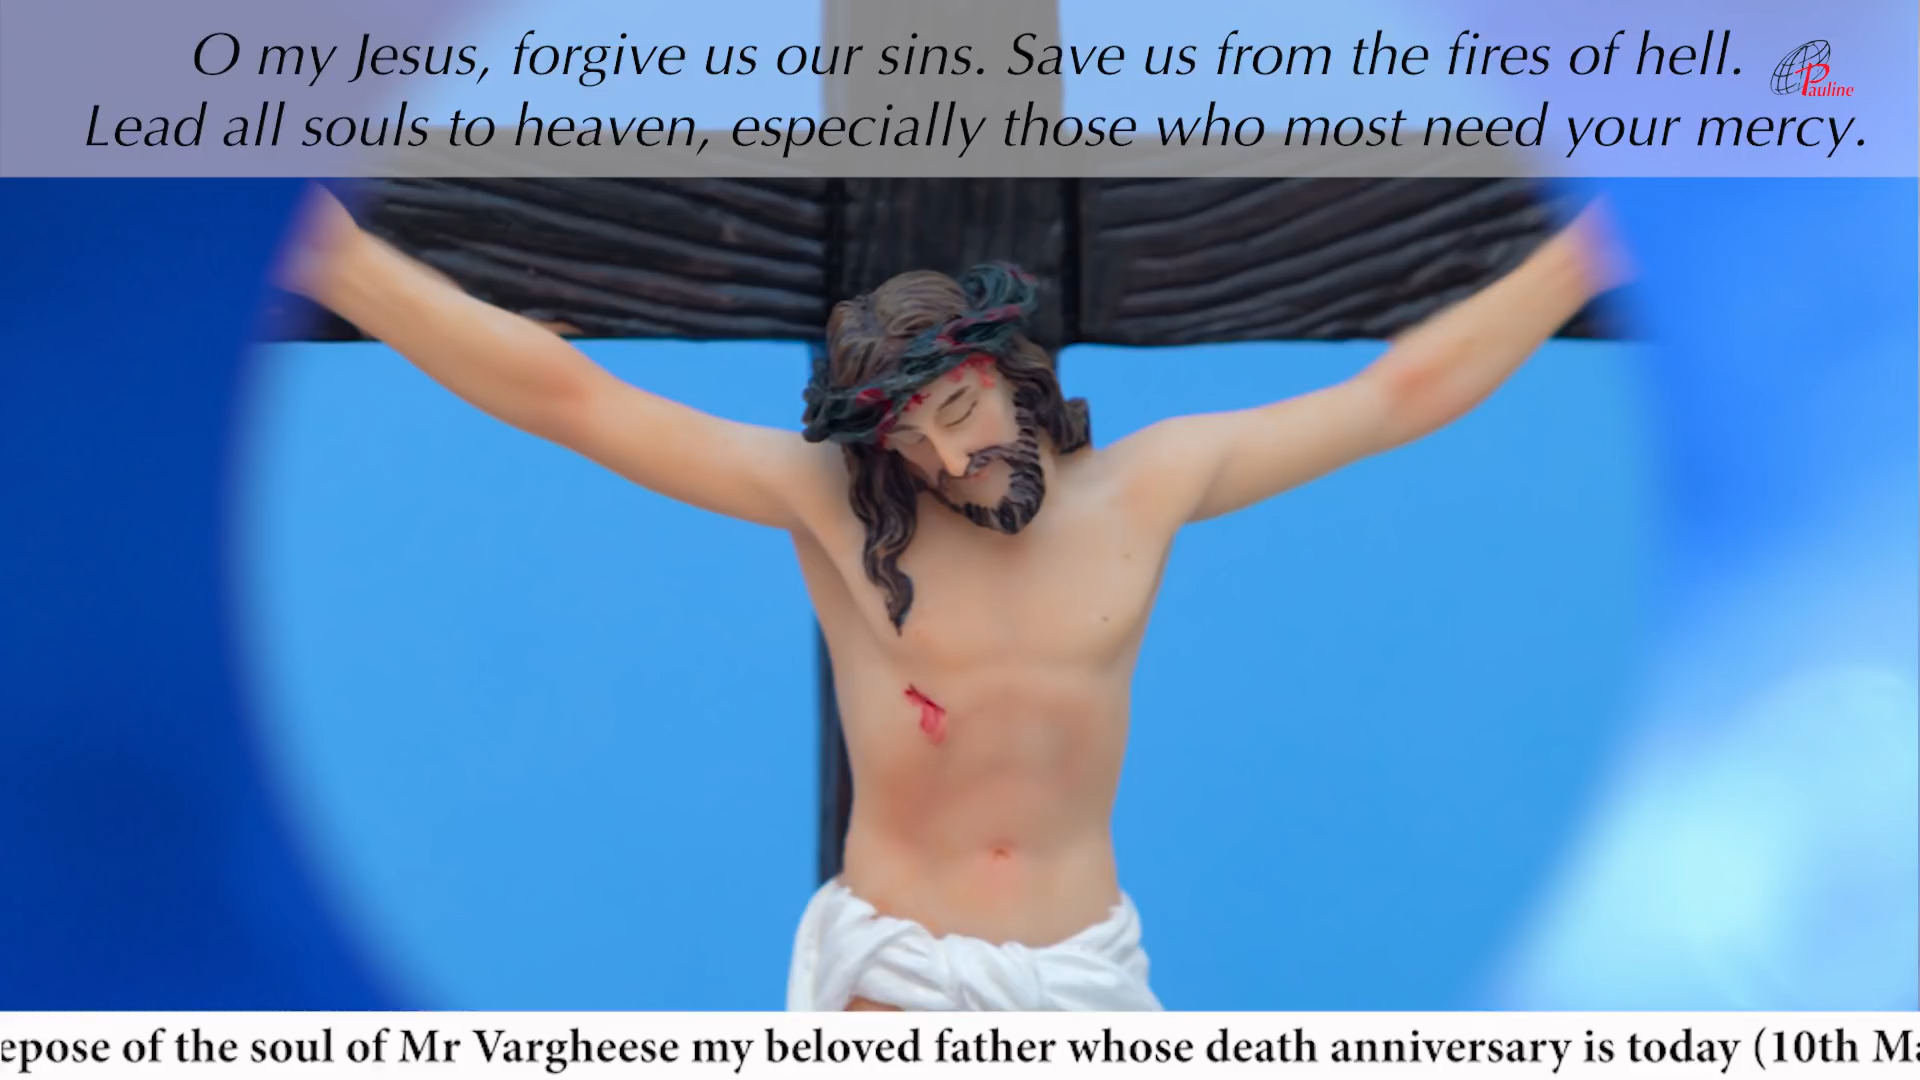 O my Jesus, forgive us our sins. Save us from the fires of hell.
Pauline
Lead all souls to heaven, especially those who most need your mercy.
epose of the soul of Mr Vargheese my beloved father whose death anniversary is today (10th Ma